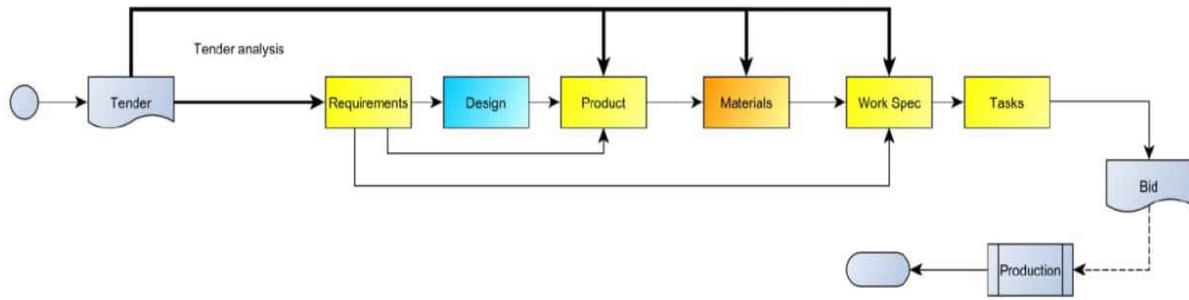 Tender analysis
Tender
Requirements
Design
Product
Materials
Work Spec
Tasks
Bid
Production